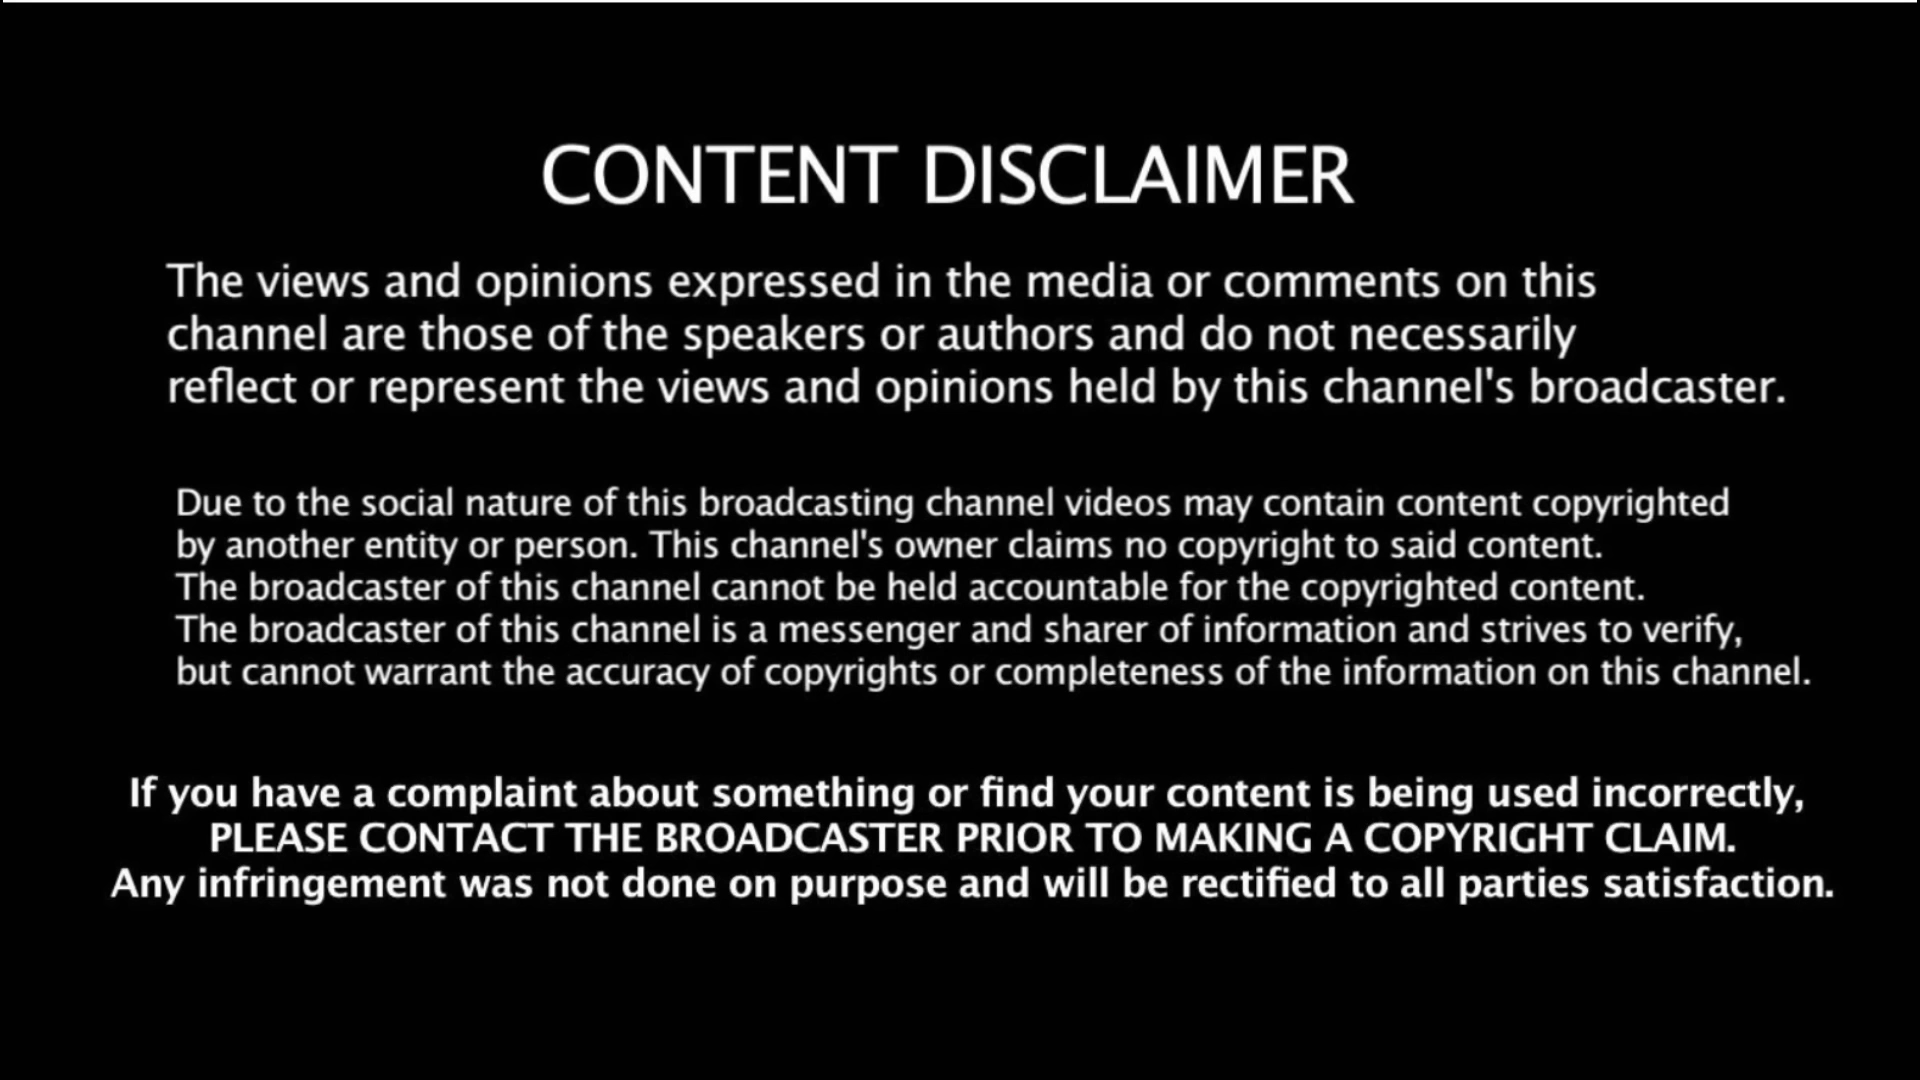 CONTENT DISCLAIMER
The views and opinions expressed in the media or comments on this
channel are those of the speakers or authors and do not necessarily
reflect or represent the views and opinions held by this channel's broadcaster.
Due to the social nature of this broadcasting channel videos may contain content copyrighted
by another entity or person. This channel's owner claims no copyright to said content.
The broadcaster of this channel cannot be held accountable for the copyrighted content.
The broadcaster of this channel is a messenger and sharer of information and strives to verify,
but cannot warrant the accuracy of copyrights or completeness of the information on this channel.
If you have a complaint about something or find your content is being used incorrectly,
PLEASE CONTACT THE BROADCASTER PRIOR TO MAKING A COPYRIGHT CLAIM.
Any infringement was not done on purpose and will be rectified to all parties satisfaction.